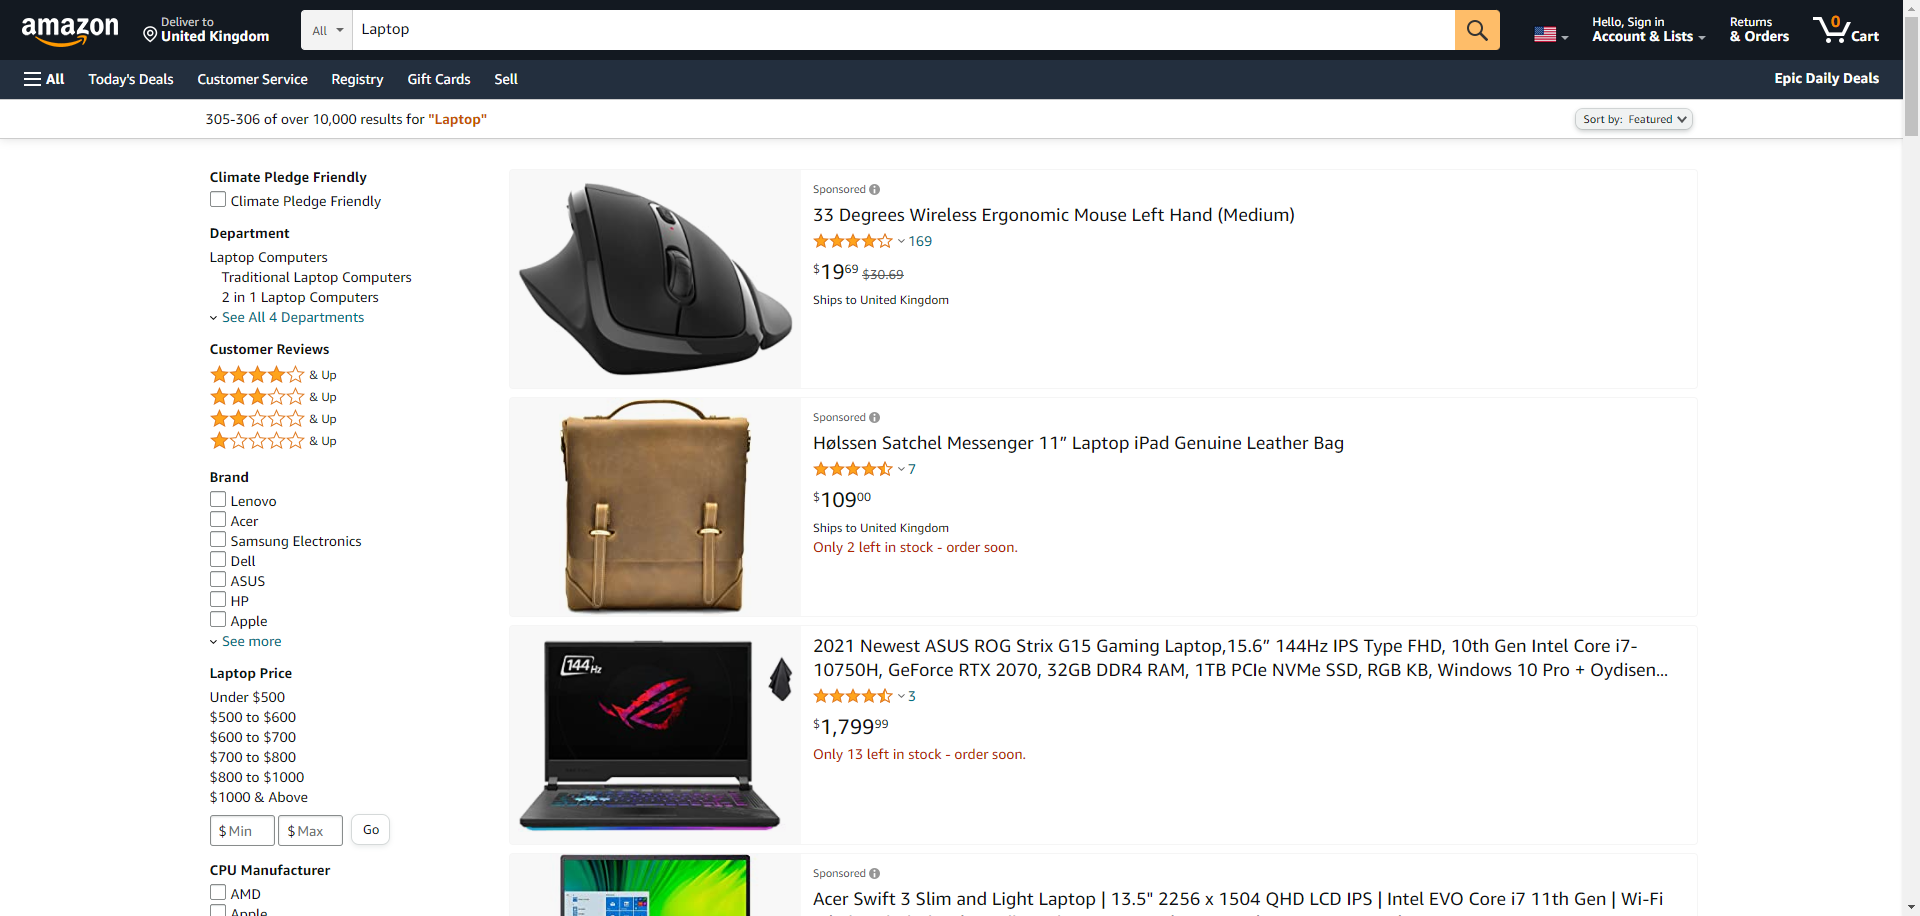 amazon
Deliver to
United Kingdom
All
Laptop
Hello, Sign in
Account & Lists
Returns
& Orders
0
Cart
All
Today's Deals
Customer Service
Registry
Gift Cards
Sell
Epic Daily Deals
305-306 of over 10,000 results for "Laptop"
Sort by: Featured
Climate Pledge Friendly
Climate Pledge Friendly
Department
Laptop Computers
Traditional Laptop Computers
2 in 1 Laptop Computers
See All 4 Departments
Customer Reviews
& Up
& Up
& Up
& Up
Brand
Lenovo
Acer
Samsung Electronics
Dell
ASUS
HP
Apple
See more
Laptop Price
Under $500
$500 to $600
$600 to $700
$700 to $800
$800 to $1000
$1000 & Above
$ Min
$ Max
Go
CPU Manufacturer
AMD
Apple
Sponsored
33 Degrees Wireless Ergonomic Mouse Left Hand (Medium)
169
$1969 $30.69
Ships to United Kingdom
Sponsored
Hølssen Satchel Messenger 11” Laptop iPad Genuine Leather Bag
7
$10900
Ships to United Kingdom
Only 2 left in stock - order soon.
144Hz
2021 Newest ASUS ROG Strix G15 Gaming Laptop,15.6” 144Hz IPS Type FHD, 10th Gen Intel Core i7-
10750H, GeForce RTX 2070, 32GB DDR4 RAM, 1TB PCIe NVMe SSD, RGB KB, Windows 10 Pro + Oydisen...
3
$1,79999
Only 13 left in stock - order soon.
Sponsored
Acer Swift 3 Slim and Light Laptop | 13.5" 2256 x 1504 QHD LCD IPS | Intel EVO Core i7 11th Gen | Wi-Fi